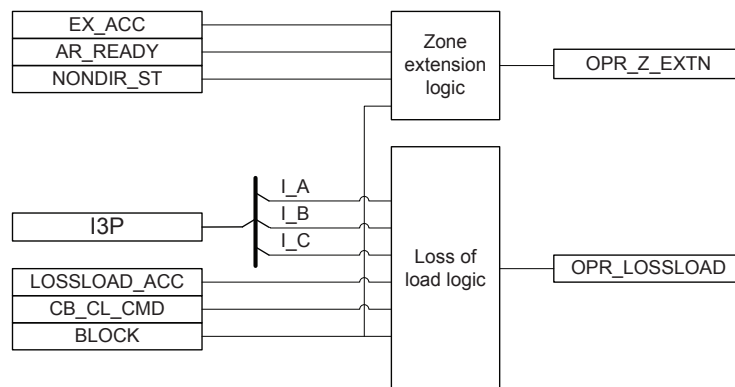 EX_ACC
AR_READY
NONDIR_ST
Zone
extension
logic
OPR_Z_EXTN
I3P
I_A
I_B
I_C
LOSSLOAD_ACC
CB_CL_CMD
BLOCK
Loss of
load logic
OPR_LOSSLOAD